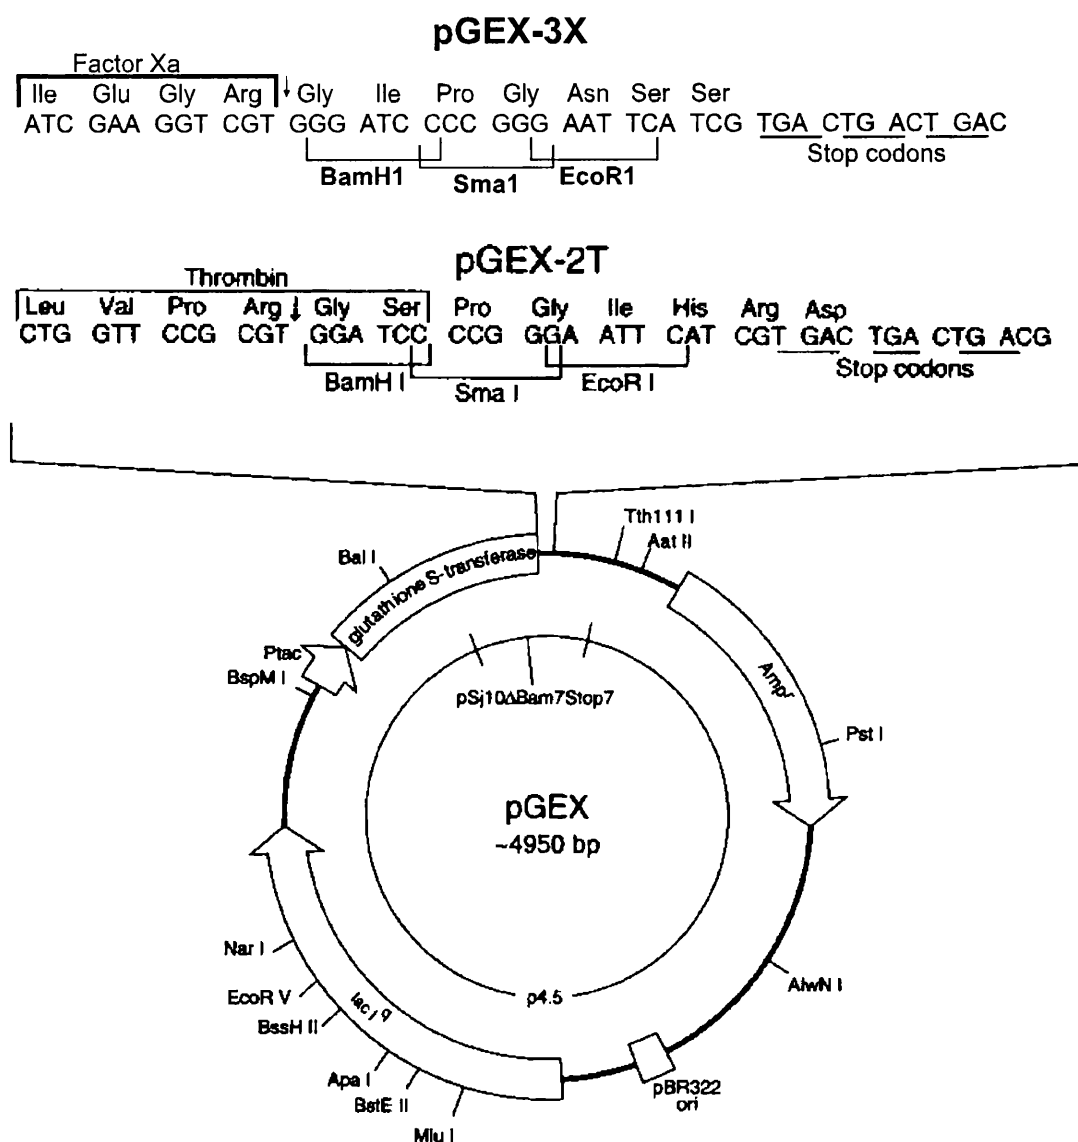 pGEX-3X
Factor Xa
Ile Glu Gly Arg ↓ Gly Ile Pro Gly Asn Ser Ser
ATC GAA GGT CGT GGG ATC CCC GGG AAT TCA TCG TGA CTG ACT GAC
Stop codons
BamH1 Sma1 EcoR1
pGEX-2T
Thrombin
Leu Val Pro Arg ↓ Gly Ser Pro Gly Ile His Arg Asp
CTG GTT CCG CGT GGA TCC CCG GGA ATT CAT CGT GAC TGA CTG ACG
BamH I Sma I EcoR I Stop codons
Tth111 I
Aat II
Bal I
glutathione S-transferase
Ptac
BspM I
Ampr
pSj10ΔBam7Stop7
Pst I
pGEX
~4950 bp
Nar I
AlwN I
EcoR V
p4.5
lac Iq
BssH II
Apa I
BstE II
Mlu I
pBR322
ori